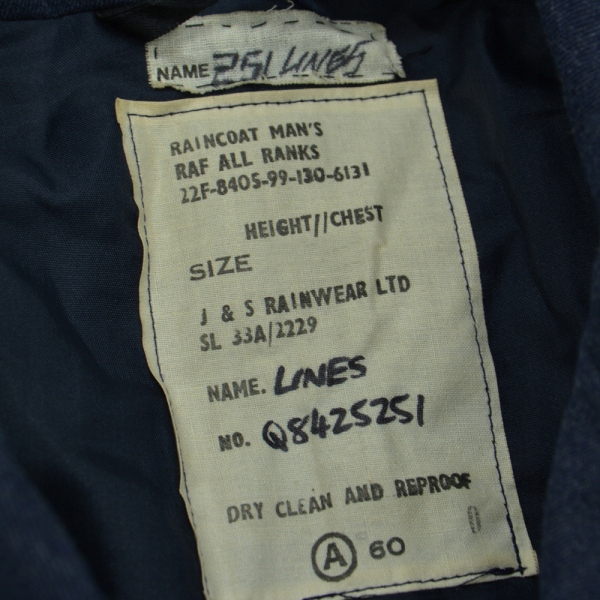 NAME 251 LINES
RAINCOAT MAN'S
RAF ALL RANKS
22F-8405-99-130-6131
HEIGHT//CHEST
SIZE
J & S RAINWEAR LTD
SL 33A/2229
NAME. LINES
NO. Q8425251
DRY CLEAN AND REPROOF
A 60